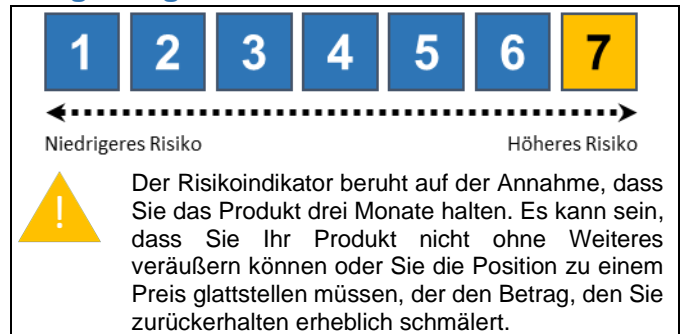 1 2 3 4 5 6 7
Niedrigeres Risiko Höheres Risiko
!
Der Risikoindikator beruht auf der Annahme, dass
Sie das Produkt drei Monate halten. Es kann sein,
dass Sie Ihr Produkt nicht ohne Weiteres
veräußern können oder Sie die Position zu einem
Preis glattstellen müssen, der den Betrag, den Sie
zurückerhalten erheblich schmälert.